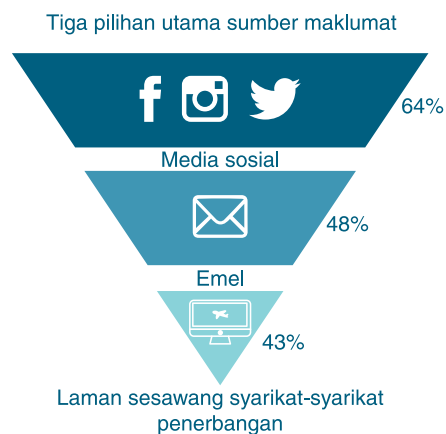 Tiga pilihan utama sumber maklumat
64%
Media sosial
48%
Emel
43%
Laman sesawang syarikat-syarikat
penerbangan